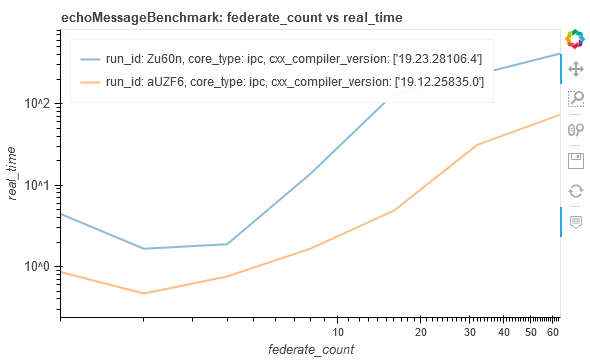 echoMessageBenchmark: federate_count vs real_time
run_id: Zu60n, core_type: ipc, cxx_compiler_version: ['19.23.28106.4']
run_id: aUZF6, core_type: ipc, cxx_compiler_version: ['19.12.25835.0']
10^2
10^1
10^0
real_time
10 20 30 40 50 60
federate_count